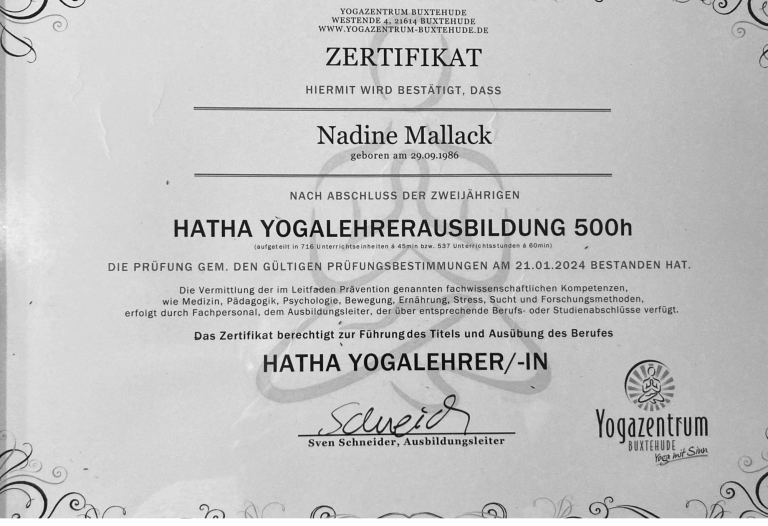 YOGAZENTRUM BUXTEHUDE
WESTENDE 4, 21614 BUXTEHUDE
WWW.YOGAZENTRUM-BUXTEHUDE.DE
ZERTIFIKAT
HIERMIT WIRD BESTÄTIGT, DASS
Nadine Mallack
geboren am 29.09.1986
NACH ABSCHLUSS DER ZWEIJÄHRIGEN
HATHA YOGALEHRERAUSBILDUNG 500h
(aufgeteilt in 716 Unterrichtseinheiten á 45min bzw. 537 Unterrichtsstunden á 60min)
DIE PRÜFUNG GEM. DEN GÜLTIGEN PRÜFUNGSBESTIMMUNGEN AM 21.01.2024 BESTANDEN HAT.
Die Vermittlung der im Leitfaden Prävention genannten fachwissenschaftlichen Kompetenzen,
wie Medizin, Pädagogik, Psychologie, Bewegung, Ernährung, Stress, Sucht und Forschungsmethoden,
erfolgt durch Fachpersonal, dem Ausbildungsleiter, der über entsprechende Berufs- oder Studienabschlüsse verfügt.
Das Zertifikat berechtigt zur Führung des Titels und Ausübung des Berufes
HATHA YOGALEHRER/-IN
Schneider
Sven Schneider, Ausbildungsleiter
Yogazentrum
BUXTEHUDE
Yoga mit Sinn